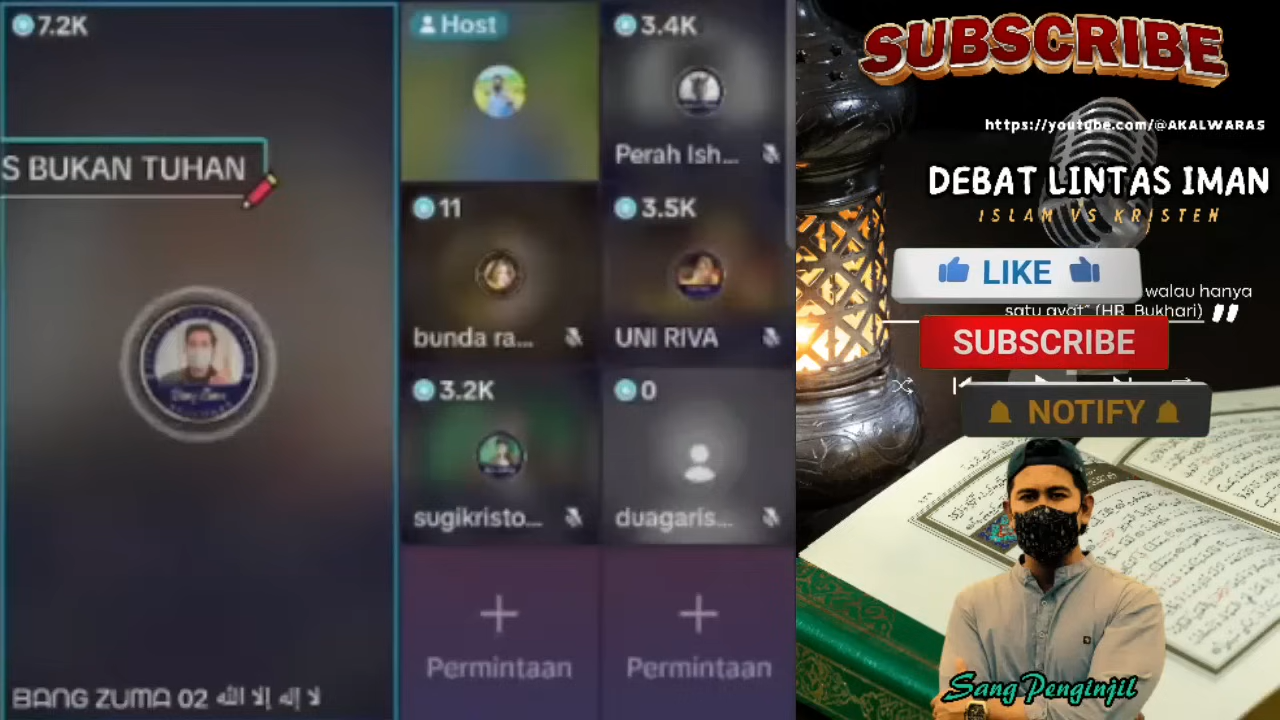 7.2K
S BUKAN TUHAN
BANG ZUMA 02 لا إله إلا الله
Host
3.4K
Perah Ish...
11
bunda ra...
3.5K
UNI RIVA
3.2K
sugikristo...
0
duagaris...
Permintaan
Permintaan
SUBSCRIBE
https://youtube.com/@AKALWARAS
DEBAT LINTAS IMAN
ISLAM VS KRISTEN
LIKE
walau hanya
satu ayat" (HR. Bukhari)
SUBSCRIBE
NOTIFY
Sang Penginjil